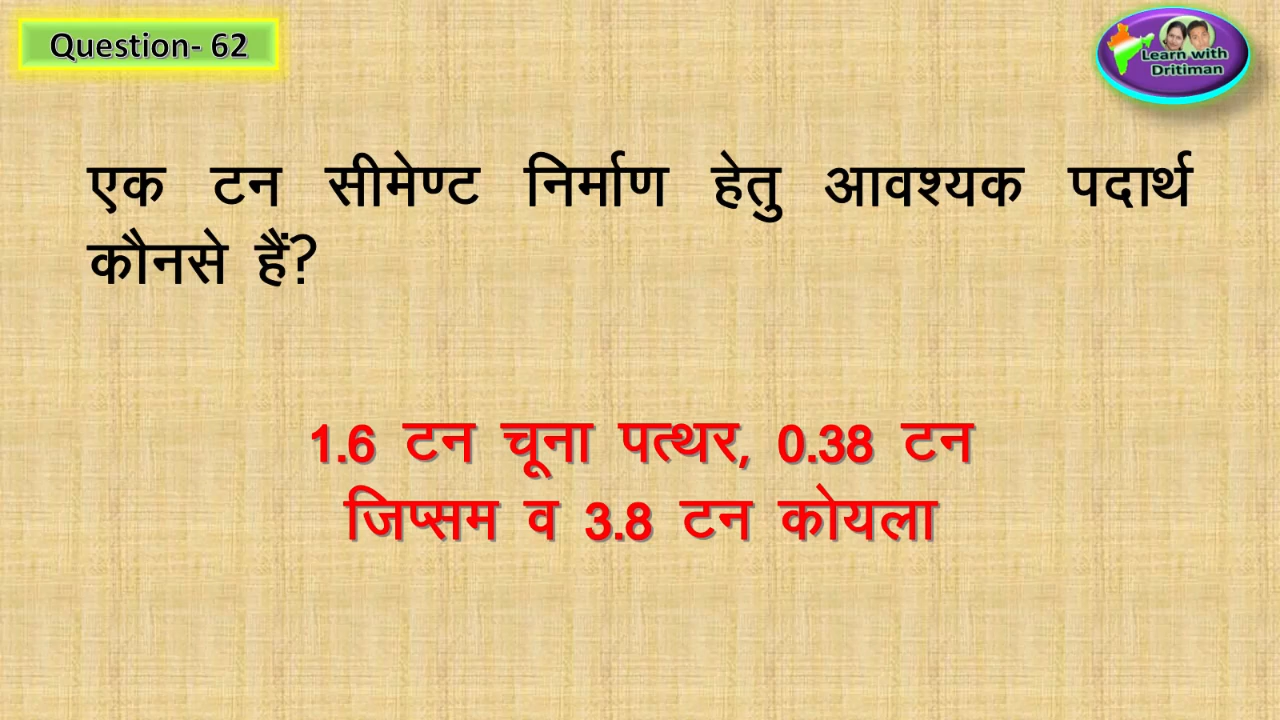 Question- 62
Learn with
Dritiman
एक टन सीमेण्ट निर्माण हेतु आवश्यक पदार्थ
कौनसे हैं?
1.6 टन चूना पत्थर, 0.38 टन
जिप्सम व 3.8 टन कोयला